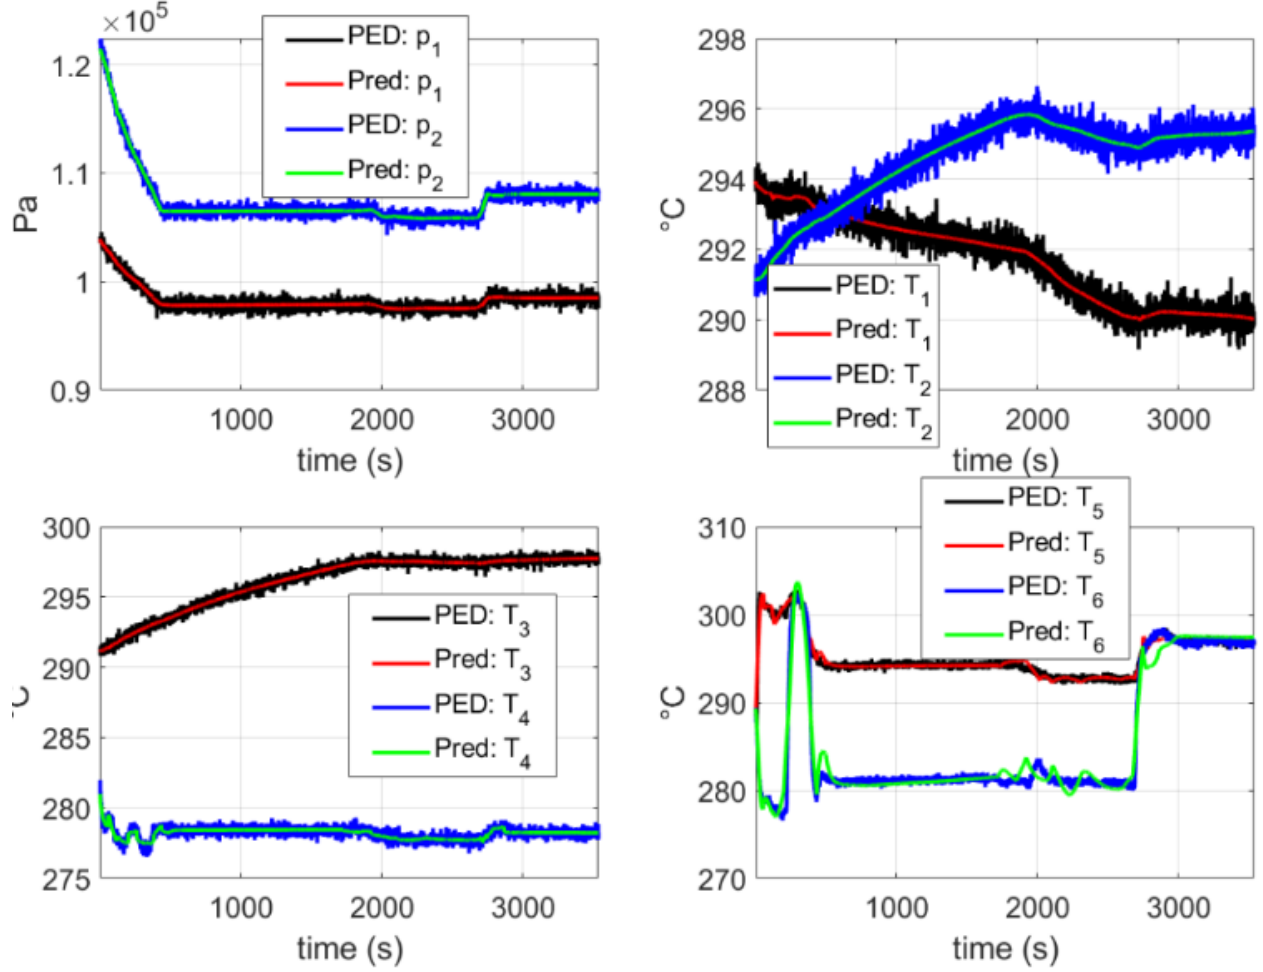 ×10⁵
1.2
1.1
1
0.9
Pa
1000 2000 3000
time (s)
PED: p₁
Pred: p₁
PED: p₂
Pred: p₂
298
296
294
292
290
288
°C
2000 3000
time (s)
PED: T₁
Pred: T₁
PED: T₂
Pred: T₂
300
295
290
285
280
275
°C
1000 2000 3000
time (s)
PED: T₃
Pred: T₃
PED: T₄
Pred: T₄
310
300
290
280
270
°C
1000 2000 3000
time (s)
PED: T₅
Pred: T₅
PED: T₆
Pred: T₆